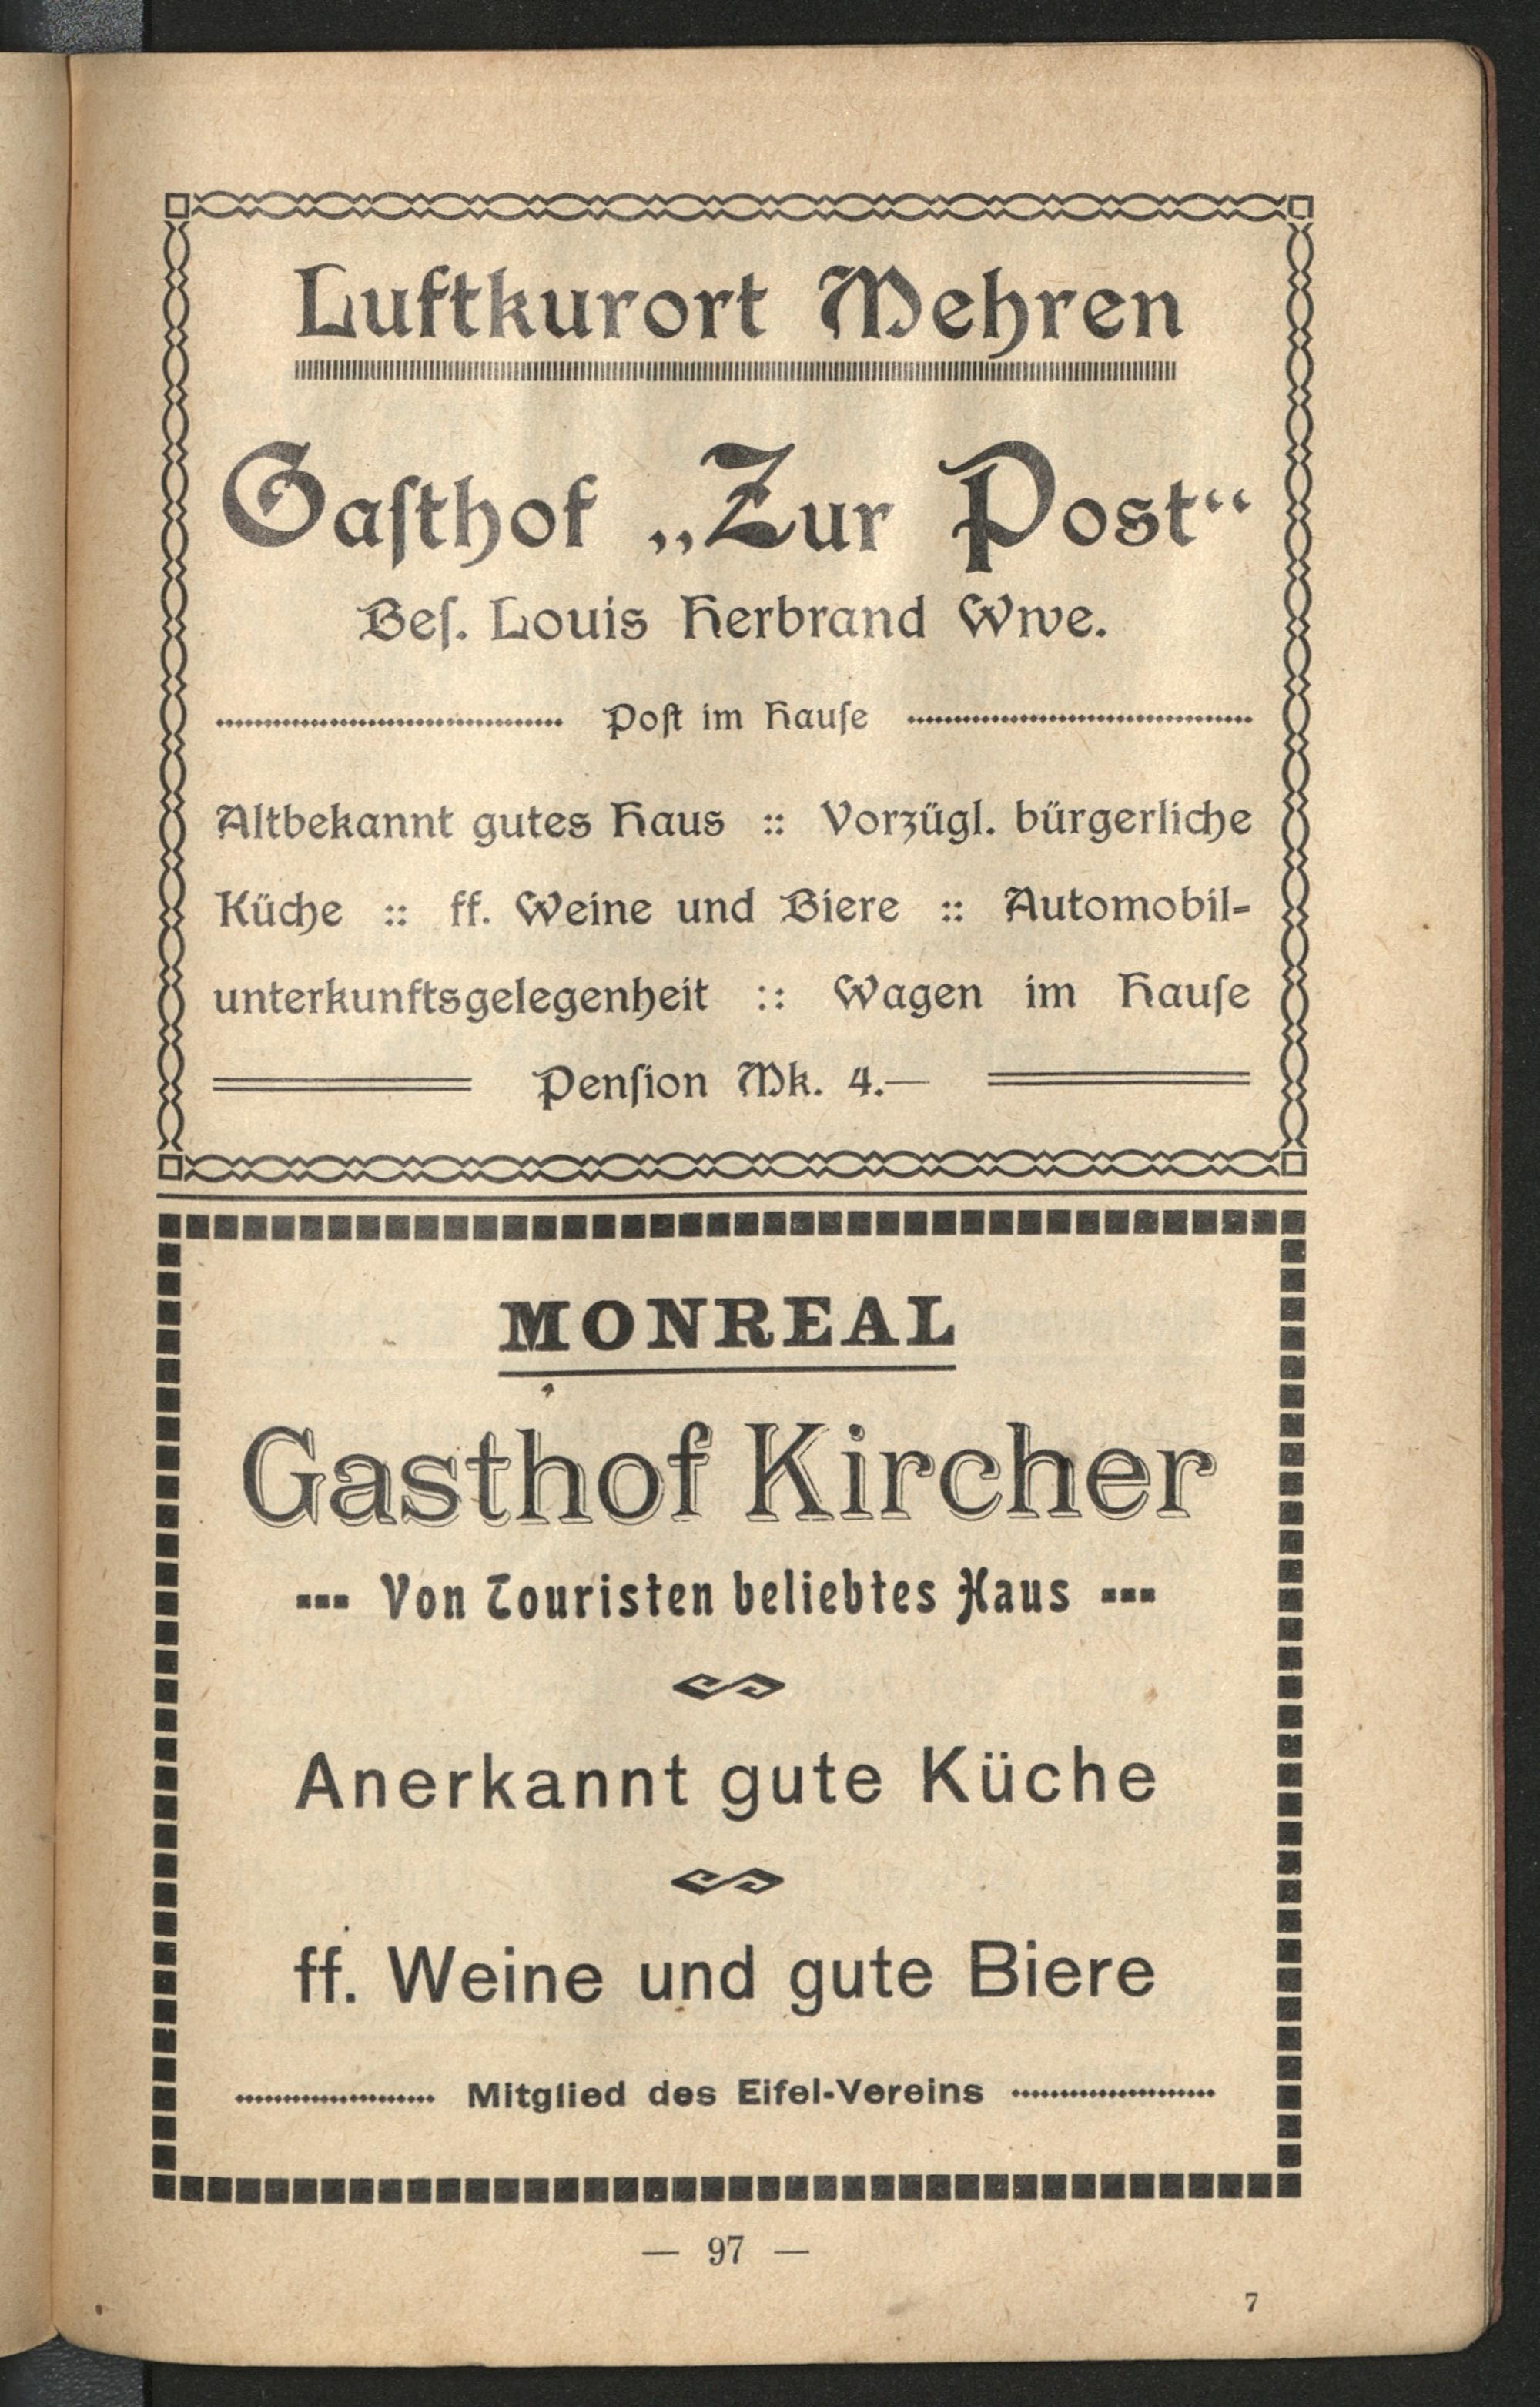 Luftkurort Mehren
Gaſthof „Zur Post“
Beſ. Louis Herbrand Wwe.
Poſt im Hauſe
Altbekannt gutes Haus :: Vorzügl. bürgerliche
Küche :: ff. Weine und Biere :: Automobil-
unterkunftsgelegenheit :: Wagen im Hauſe
Penſion Mk. 4.—
MONREAL
Gasthof Kircher
Von Touristen beliebtes Haus
Anerkannt gute Küche
ff. Weine und gute Biere
Mitglied des Eifel-Vereins
— 97 —
7